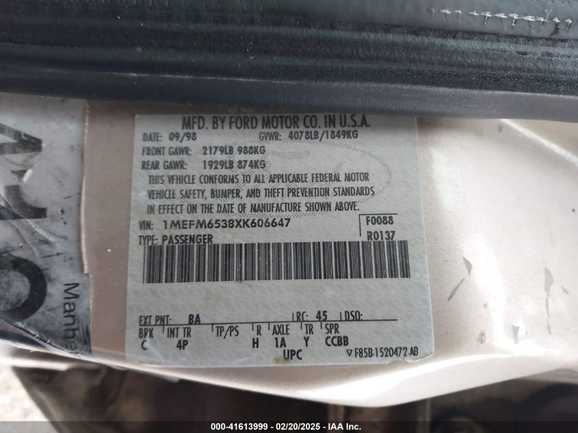 MFD. BY FORD MOTOR CO. IN U.S.A.
DATE: 09/98 GVWR: 4078LB/1849KG
FRONT GAWR: 2179LB 988KG
REAR GAWR: 1929LB 874KG
THIS VEHICLE CONFORMS TO ALL APPLICABLE FEDERAL MOTOR
VEHICLE SAFETY, BUMPER, AND THEFT PREVENTION STANDARDS
IN EFFECT ON THE DATE OF MANUFACTURE SHOWN ABOVE.
VIN: 1MEFM6538XK606647 F0088
TYPE: PASSENGER R0137
EXT PNT: BA RC: 45 DSO:
BRK INT TR TP/PS R AXLE TR SPR
C 4P H 1A Y CCBB
UPC F85B-1520472-AB
Manhe
000-41613999 - 02/20/2025 - IAA Inc.